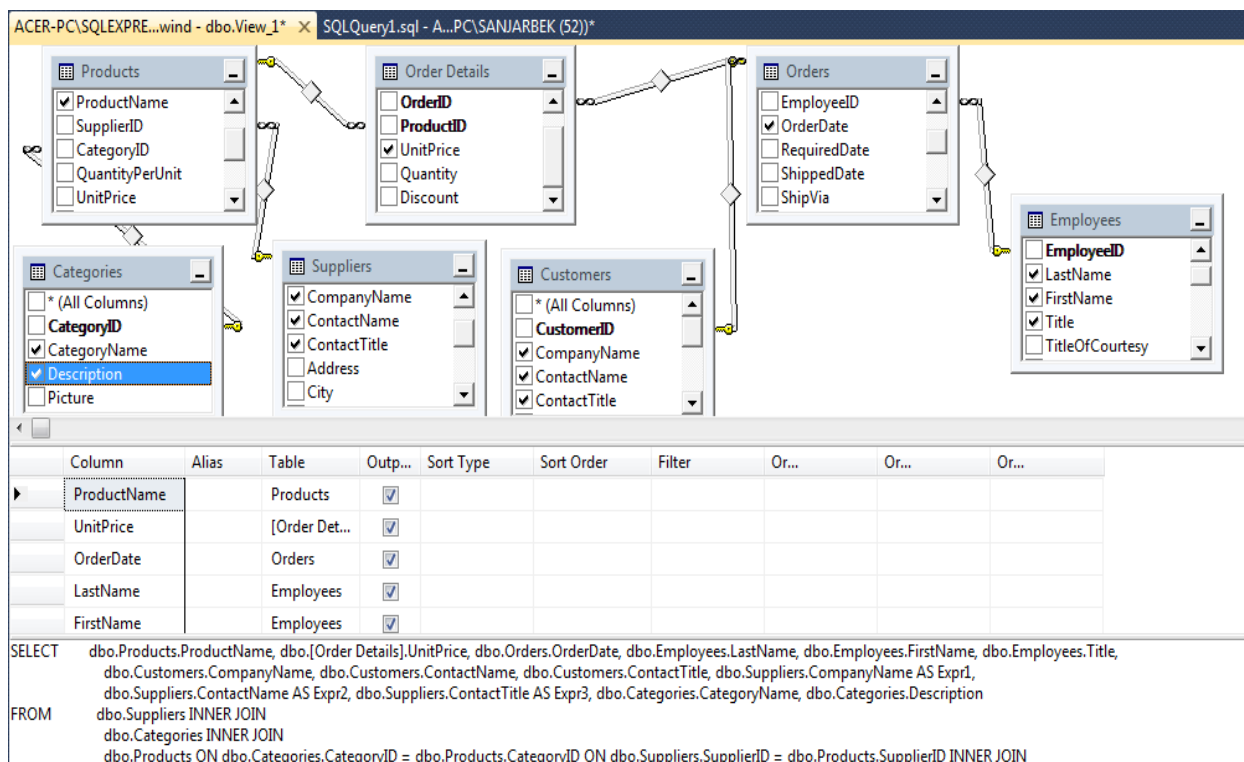 ACER-PC\SQLEXPRE...wind - dbo.View_1* × SQLQuery1.sql - A...PC\SANJARBEK (52))*
Products
ProductName
SupplierID
CategoryID
QuantityPerUnit
UnitPrice
Order Details
OrderID
ProductID
UnitPrice
Quantity
Discount
Orders
EmployeeID
OrderDate
RequiredDate
ShippedDate
ShipVia
Employees
EmployeeID
LastName
FirstName
Title
TitleOfCourtesy
Categories
* (All Columns)
CategoryID
CategoryName
Description
Picture
Suppliers
CompanyName
ContactName
ContactTitle
Address
City
Customers
* (All Columns)
CustomerID
CompanyName
ContactName
ContactTitle
Column Alias Table Outp... Sort Type Sort Order Filter Or... Or... Or...
ProductName Products
UnitPrice [Order Det...
OrderDate Orders
LastName Employees
FirstName Employees
SELECT dbo.Products.ProductName, dbo.[Order Details].UnitPrice, dbo.Orders.OrderDate, dbo.Employees.LastName, dbo.Employees.FirstName, dbo.Employees.Title,
dbo.Customers.CompanyName, dbo.Customers.ContactName, dbo.Customers.ContactTitle, dbo.Suppliers.CompanyName AS Expr1,
dbo.Suppliers.ContactName AS Expr2, dbo.Suppliers.ContactTitle AS Expr3, dbo.Categories.CategoryName, dbo.Categories.Description
FROM dbo.Suppliers INNER JOIN
dbo.Categories INNER JOIN
dbo.Products ON dbo.Categories.CategoryID = dbo.Products.CategoryID ON dbo.Suppliers.SupplierID = dbo.Products.SupplierID INNER JOIN